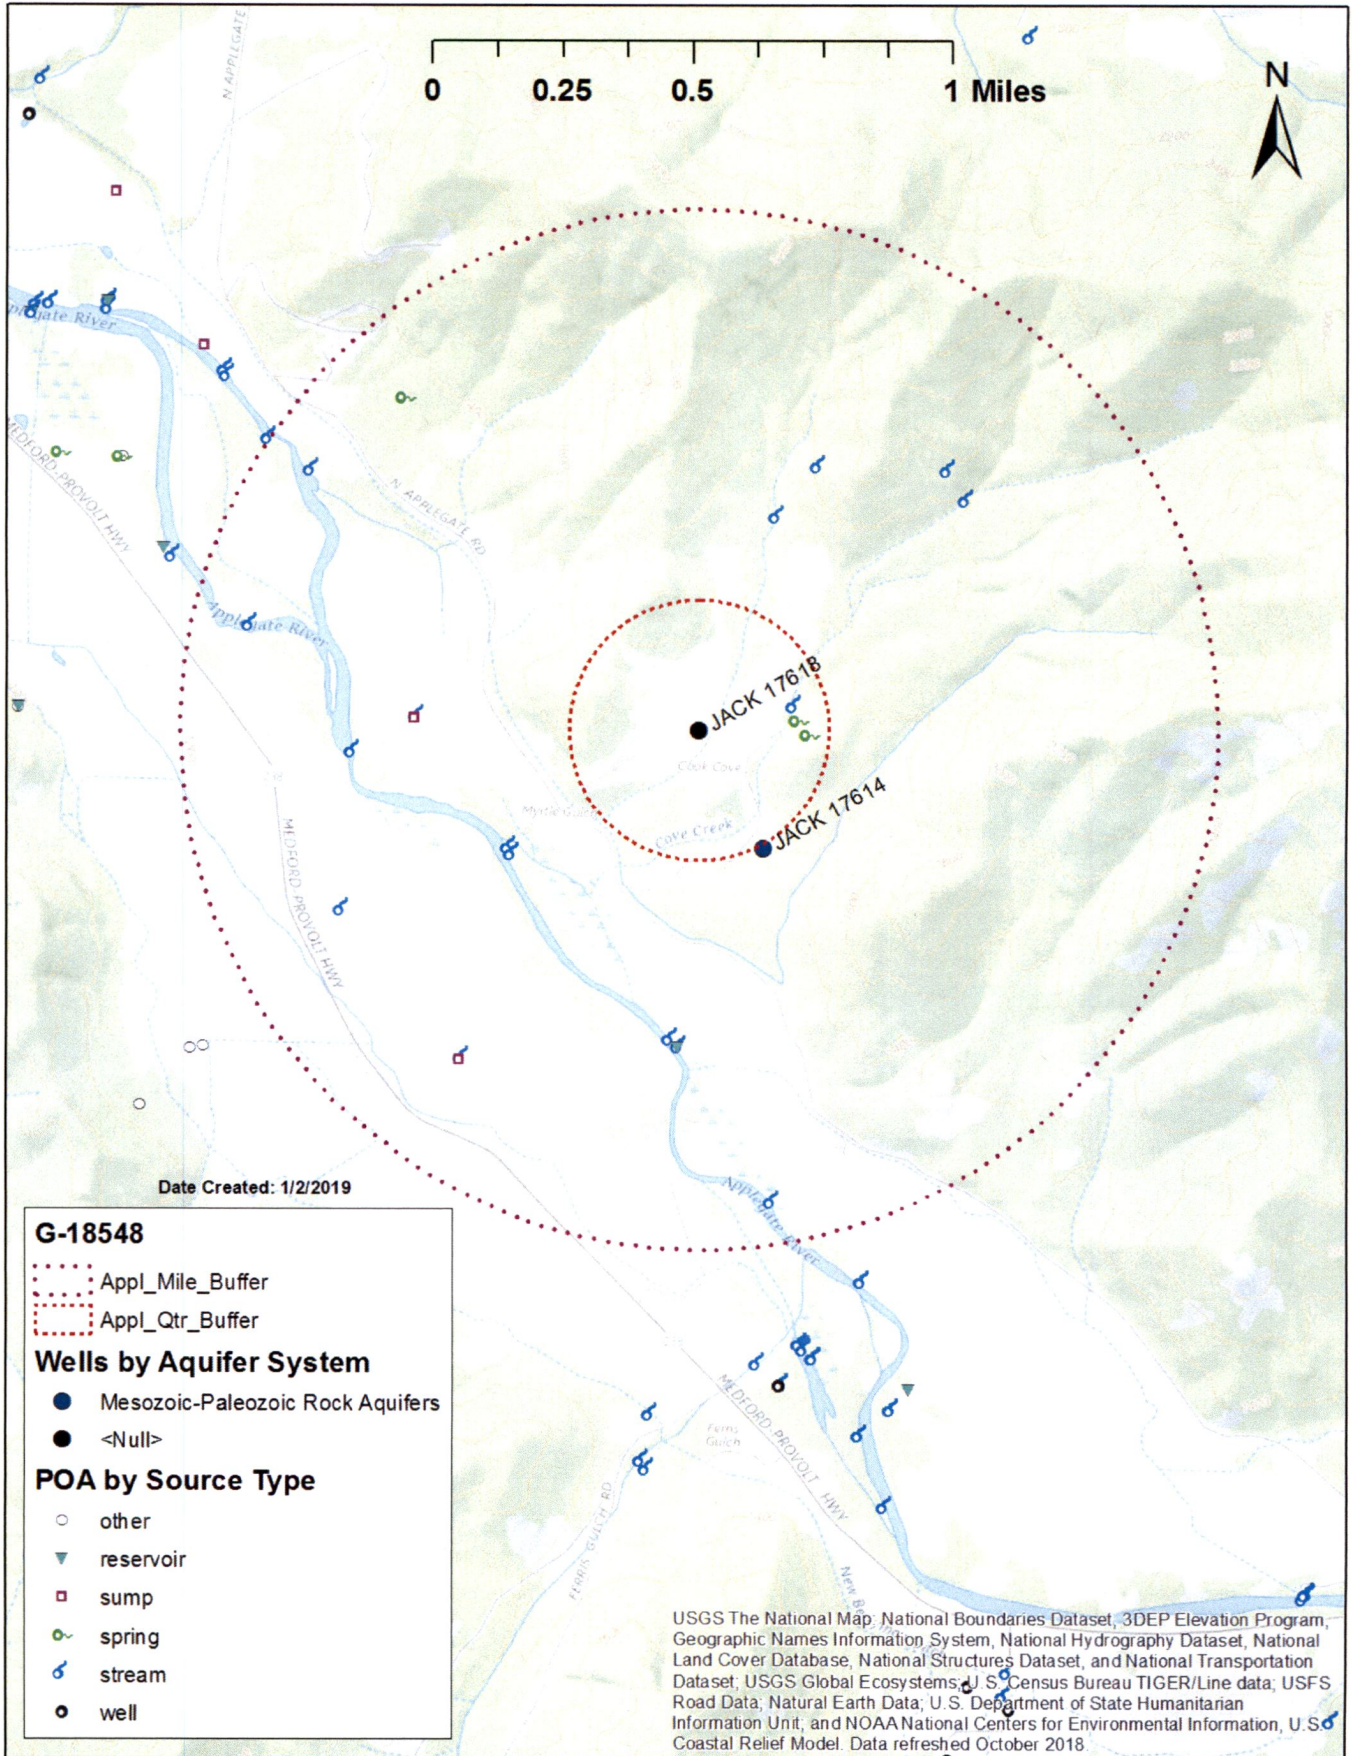 N APPLEGATE
0 0.25 0.5 1 Miles
N
Applegate River
MEDFORD-PROVOLT HWY
N APPLEGATE RD
Applegate River
JACK 17618
Cook Cove
JACK 17614
Cove Creek
MEDFORD-PROVOLT HWY
Applegate River
Date Created: 1/2/2019
G-18548
Appl_Mile_Buffer
Appl_Qtr_Buffer
Wells by Aquifer System
Mesozoic-Paleozoic Rock Aquifers
<Null>
POA by Source Type
other
reservoir
sump
spring
stream
well
MEDFORD-PROVOLT HWY
Ferris
Gulch
FERRIS GULCH RD
USGS The National Map: National Boundaries Dataset, 3DEP Elevation Program,
Geographic Names Information System, National Hydrography Dataset, National
Land Cover Database, National Structures Dataset, and National Transportation
Dataset; USGS Global Ecosystems; U.S. Census Bureau TIGER/Line data; USFS
Road Data; Natural Earth Data; U.S. Department of State Humanitarian
Information Unit; and NOAA National Centers for Environmental Information, U.S.
Coastal Relief Model. Data refreshed October 2018.